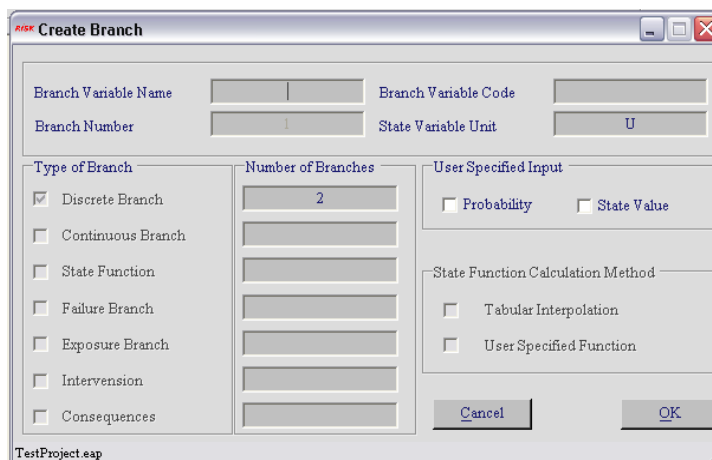 RISK Create Branch
Branch Variable Name Branch Variable Code
Branch Number 1 State Variable Unit U
Type of Branch Number of Branches User Specified Input
Discrete Branch 2 Probability State Value
Continuous Branch
State Function State Function Calculation Method
Failure Branch Tabular Interpolation
Exposure Branch User Specified Function
Intervension
Consequences Cancel OK
TestProject.eap